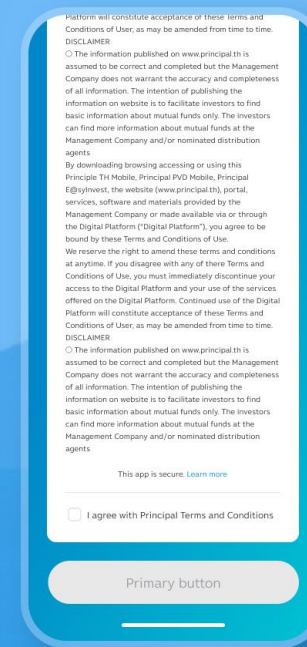 Platform will constitute acceptance of these Terms and
Conditions of User, as may be amended from time to time.
DISCLAIMER
○ The information published on www.principal.th is
assumed to be correct and completed but the Management
Company does not warrant the accuracy and completeness
of all information. The intention of publishing the
information on website is to facilitate investors to find
basic information about mutual funds only. The investors
can find more information about mutual funds at the
Management Company and/or nominated distribution
agents
By downloading browsing accessing or using this
Principle TH Mobile, Principal PVD Mobile, Principal
E@syInvest, the website (www.principal.th), portal,
services, software and materials provided by the
Management Company or made available via or through
the Digital Platform ("Digital Platform"), you agree to be
bound by these Terms and Conditions of Use.
We reserve the right to amend these terms and conditions
at anytime. If you disagree with any of there Terms and
Conditions of Use, you must immediately discontinue your
access to the Digital Platform and your use of the services
offered on the Digital Platform. Continued use of the Digital
Platform will constitute acceptance of these Terms and
Conditions of User, as may be amended from time to time.
DISCLAIMER
○ The information published on www.principal.th is
assumed to be correct and completed but the Management
Company does not warrant the accuracy and completeness
of all information. The intention of publishing the
information on website is to facilitate investors to find
basic information about mutual funds only. The investors
can find more information about mutual funds at the
Management Company and/or nominated distribution
agents
This app is secure. Learn more
I agree with Principal Terms and Conditions
Primary button